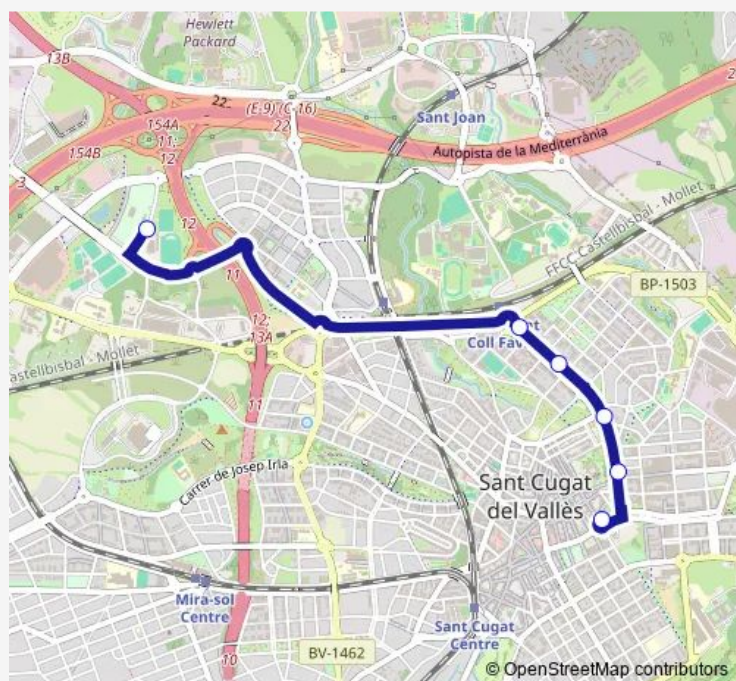 Hewlett
Packard
13B
22
(E-9) (C-16)
22
154A
11;
12
154B
Sant Joan
Autopista de la Mediterrània
2
3
12
11
FFCC Castellbisbal - Mollet
BP-1503
12;
13A
Coll Fav
astellbisbal - Mollet
11
Carrer de Josep Irla
Sant Cugat
del Vallès
Mira-sol
Centre
Sant Cugat
Centre
10
BV-1462
© OpenStreetMap contributors